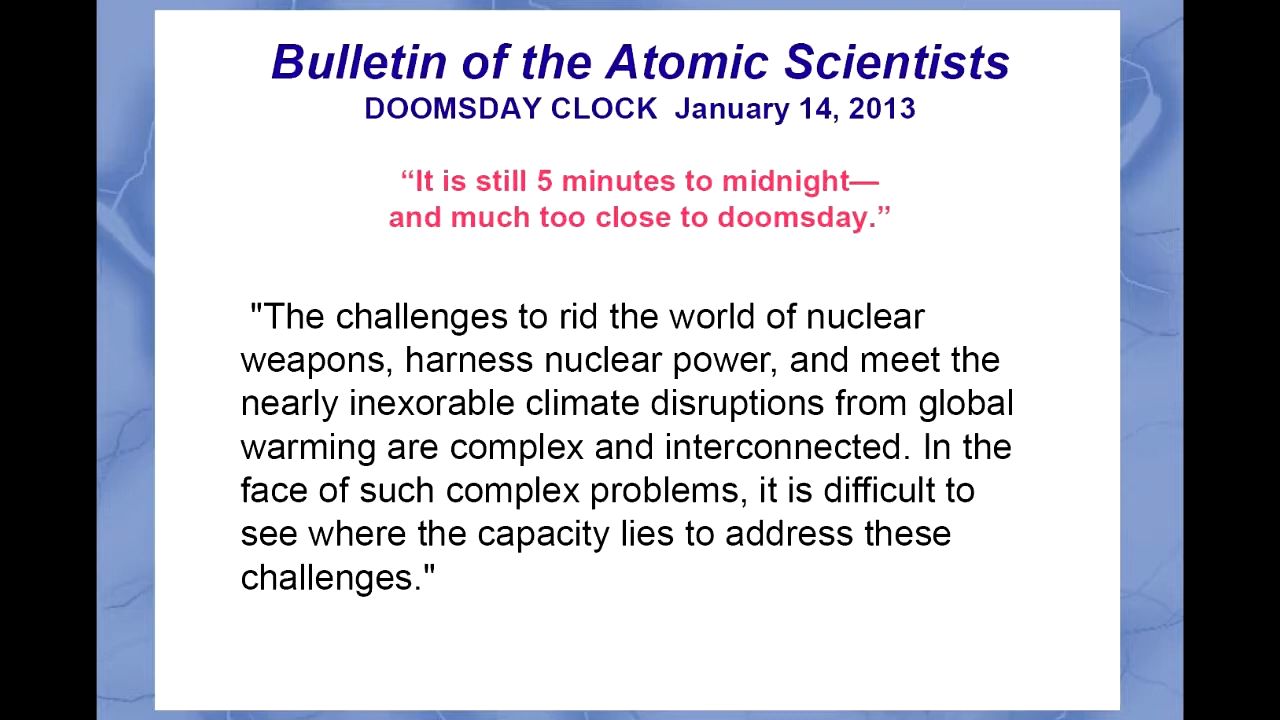 Bulletin of the Atomic Scientists
DOOMSDAY CLOCK  January 14, 2013
“It is still 5 minutes to midnight—
and much too close to doomsday.”
"The challenges to rid the world of nuclear
weapons, harness nuclear power, and meet the
nearly inexorable climate disruptions from global
warming are complex and interconnected. In the
face of such complex problems, it is difficult to
see where the capacity lies to address these
challenges."